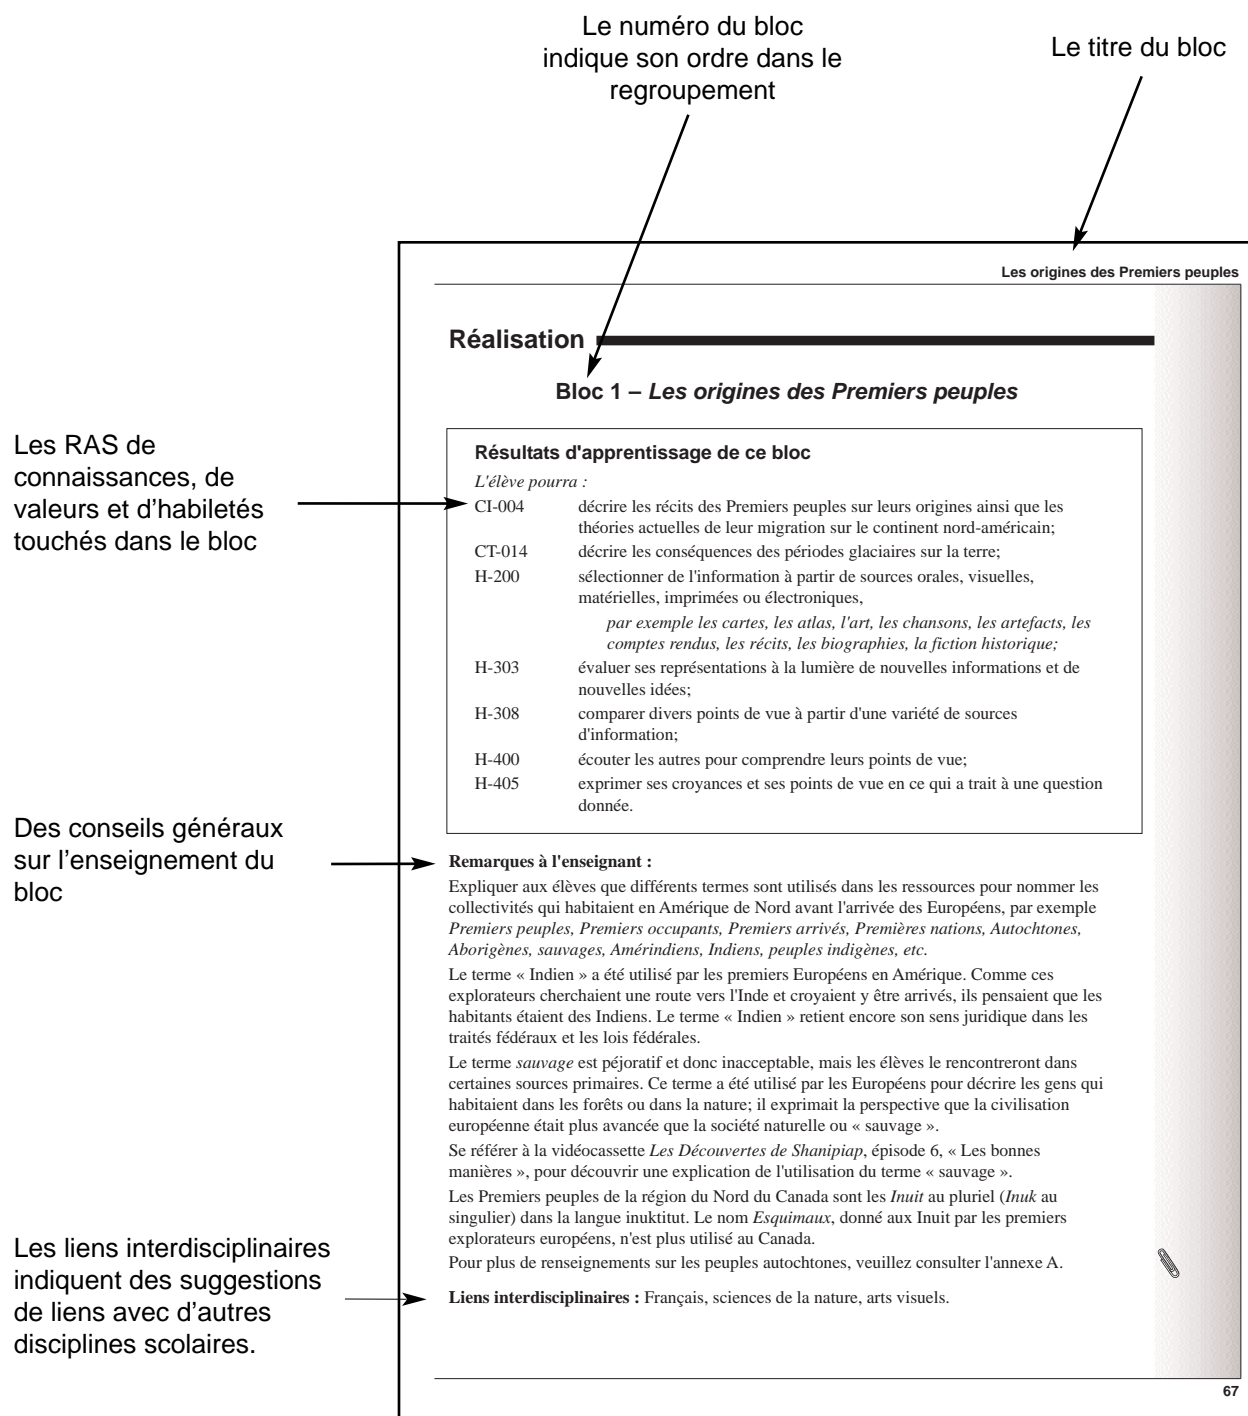 Le numéro du bloc
indique son ordre dans le
regroupement
Le titre du bloc
Les origines des Premiers peuples
Réalisation
Bloc 1 – Les origines des Premiers peuples
Les RAS de
connaissances, de
valeurs et d’habiletés
touchés dans le bloc
Résultats d'apprentissage de ce bloc
L'élève pourra :
CI-004 décrire les récits des Premiers peuples sur leurs origines ainsi que les
théories actuelles de leur migration sur le continent nord-américain;
CT-014 décrire les conséquences des périodes glaciaires sur la terre;
H-200 sélectionner de l'information à partir de sources orales, visuelles,
matérielles, imprimées ou électroniques,
par exemple les cartes, les atlas, l'art, les chansons, les artefacts, les
comptes rendus, les récits, les biographies, la fiction historique;
H-303 évaluer ses représentations à la lumière de nouvelles informations et de
nouvelles idées;
H-308 comparer divers points de vue à partir d'une variété de sources
d'information;
H-400 écouter les autres pour comprendre leurs points de vue;
H-405 exprimer ses croyances et ses points de vue en ce qui a trait à une question
donnée.
Des conseils généraux
sur l’enseignement du
bloc
Remarques à l'enseignant :
Expliquer aux élèves que différents termes sont utilisés dans les ressources pour nommer les
collectivités qui habitaient en Amérique de Nord avant l'arrivée des Européens, par exemple
Premiers peuples, Premiers occupants, Premiers arrivés, Premières nations, Autochtones,
Aborigènes, sauvages, Amérindiens, Indiens, peuples indigènes, etc.
Le terme « Indien » a été utilisé par les premiers Européens en Amérique. Comme ces
explorateurs cherchaient une route vers l'Inde et croyaient y être arrivés, ils pensaient que les
habitants étaient des Indiens. Le terme « Indien » retient encore son sens juridique dans les
traités fédéraux et les lois fédérales.
Le terme sauvage est péjoratif et donc inacceptable, mais les élèves le rencontreront dans
certaines sources primaires. Ce terme a été utilisé par les Européens pour décrire les gens qui
habitaient dans les forêts ou dans la nature; il exprimait la perspective que la civilisation
européenne était plus avancée que la société naturelle ou « sauvage ».
Se référer à la vidéocassette Les Découvertes de Shanipiap, épisode 6, « Les bonnes
manières », pour découvrir une explication de l'utilisation du terme « sauvage ».
Les Premiers peuples de la région du Nord du Canada sont les Inuit au pluriel (Inuk au
singulier) dans la langue inuktitut. Le nom Esquimaux, donné aux Inuit par les premiers
explorateurs européens, n'est plus utilisé au Canada.
Pour plus de renseignements sur les peuples autochtones, veuillez consulter l'annexe A.
Les liens interdisciplinaires
indiquent des suggestions
de liens avec d’autres
disciplines scolaires.
Liens interdisciplinaires : Français, sciences de la nature, arts visuels.
67